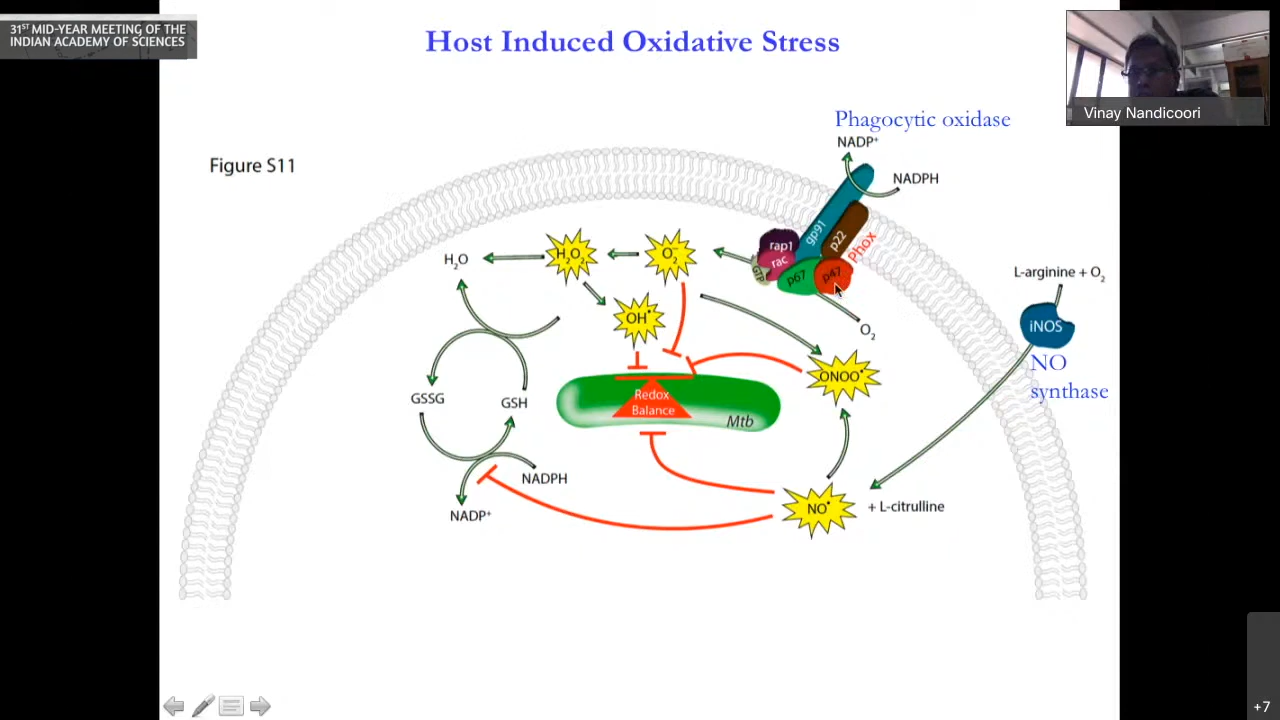 31ST MID-YEAR MEETING OF THE
INDIAN ACADEMY OF SCIENCES
Host Induced Oxidative Stress
Vinay Nandicoori
Phagocytic oxidase
NADP⁺
Figure S11
NADPH
gp91
p22
Phox
rap1
rac
GTP
p67
p47
H₂O
H₂O₂
O₂⁻
L-arginine + O₂
OH•
O₂
iNOS
NO
synthase
ONOO•
GSSG
GSH
Redox
Balance
Mtb
NADPH
NO•
+ L-citrulline
NADP⁺
+7